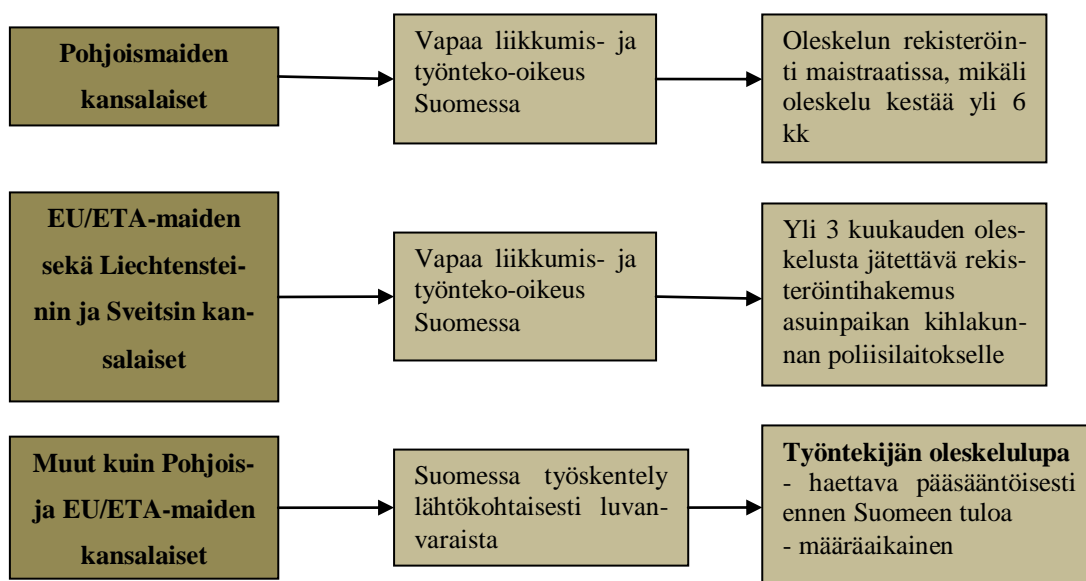 Pohjoismaiden
kansalaiset
Vapaa liikkumis- ja
työnteko-oikeus
Suomessa
Oleskelun rekisteröin-
ti maistraatissa, mikäli
oleskelu kestää yli 6
kk
EU/ETA-maiden
sekä Liechtenstei-
nin ja Sveitsin kan-
salaiset
Vapaa liikkumis- ja
työnteko-oikeus
Suomessa
Yli 3 kuukauden oles-
kelusta jätettävä rekis-
teröintihakemus
asuinpaikan kihlakun-
nan poliisilaitokselle
Muut kuin Pohjois-
ja EU/ETA-maiden
kansalaiset
Suomessa työskentely
lähtökohtaisesti luvan-
varaista
Työntekijän oleskelulupa
- haettava pääsääntöisesti
ennen Suomeen tuloa
- määräaikainen